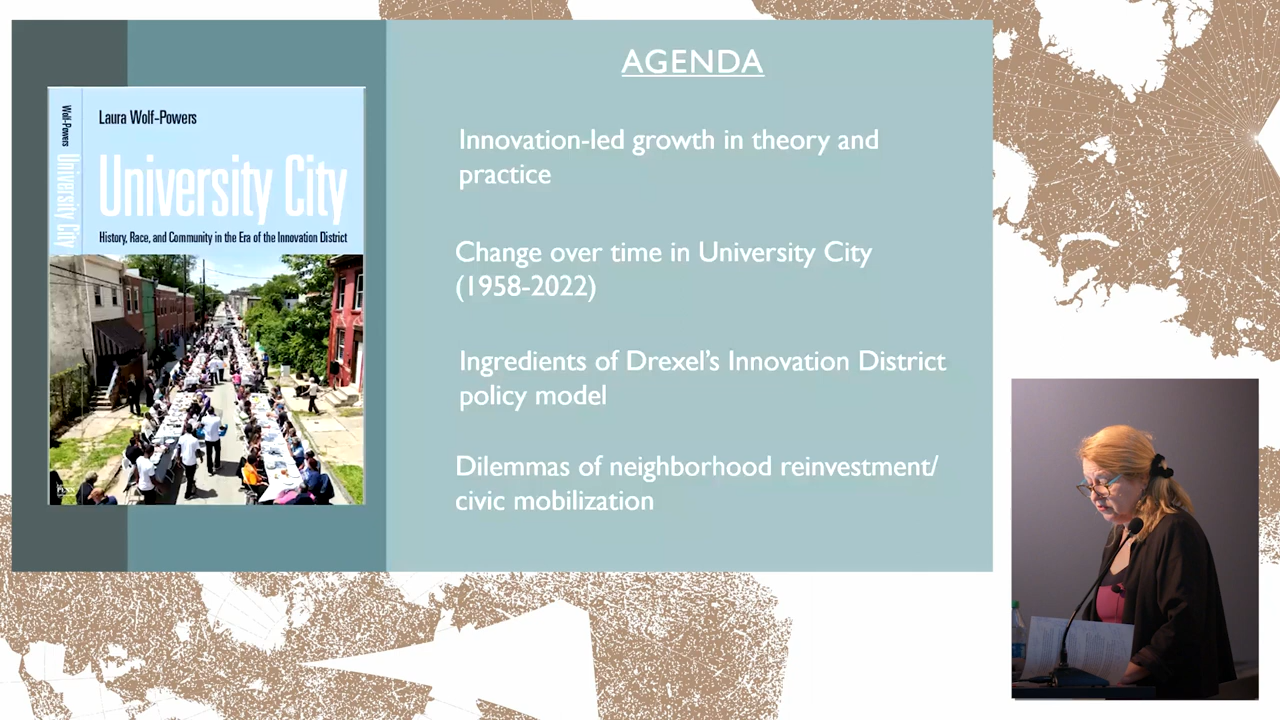 Wolf-Powers
University City
Laura Wolf-Powers
University City
History, Race, and Community in the Era of the Innovation District
PENN
AGENDA
Innovation-led growth in theory and
practice
Change over time in University City
(1958-2022)
Ingredients of Drexel’s Innovation District
policy model
Dilemmas of neighborhood reinvestment/
civic mobilization